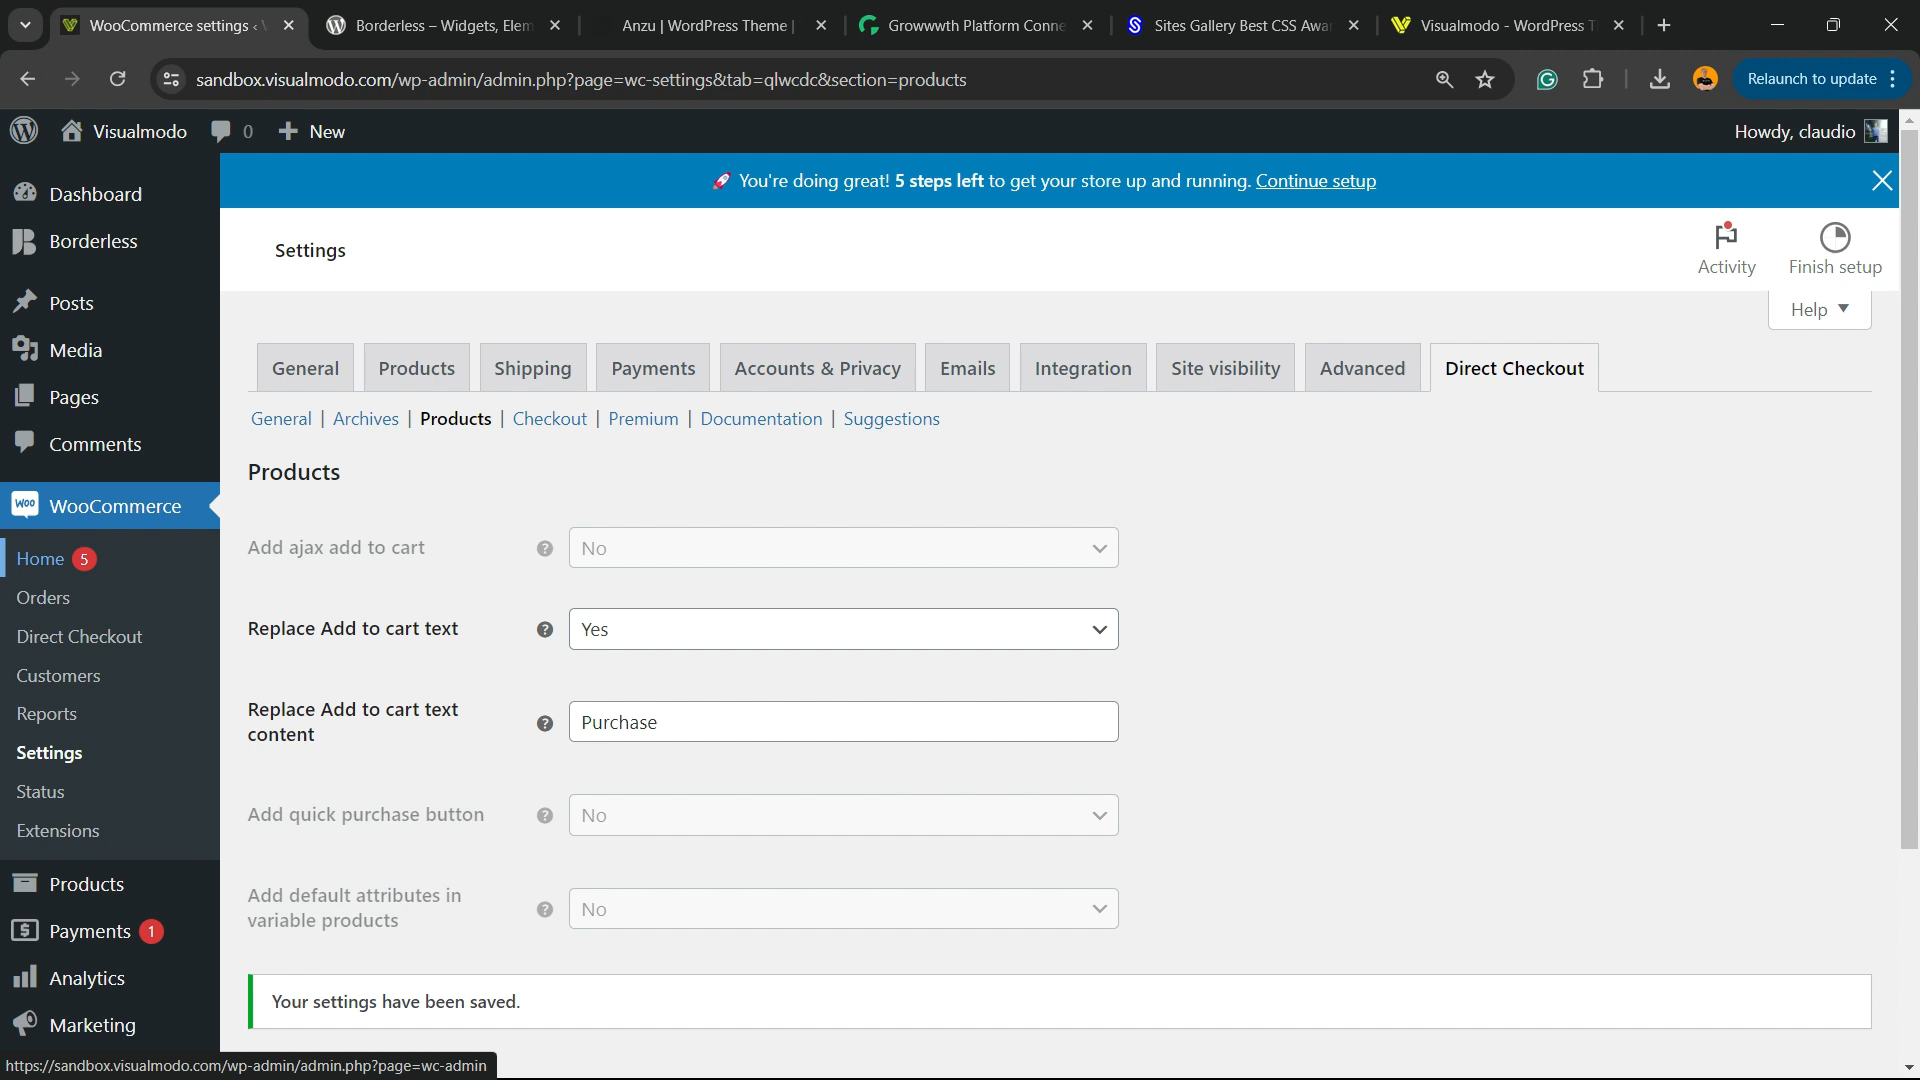 WooCommerce settings ‹ V
Borderless – Widgets, Elem
Anzu | WordPress Theme |
Growwwth Platform Conne
Sites Gallery Best CSS Awa
Visualmodo - WordPress T
sandbox.visualmodo.com/wp-admin/admin.php?page=wc-settings&tab=qlwcdc&section=products
Relaunch to update
Visualmodo
0
New
Howdy, claudio
🚀 You're doing great! 5 steps left to get your store up and running. Continue setup
Dashboard
Borderless
Posts
Media
Pages
Comments
woo WooCommerce
Home 5
Orders
Direct Checkout
Customers
Reports
Settings
Status
Extensions
Products
Payments 1
Analytics
Marketing
Settings
Activity
Finish setup
Help
General
Products
Shipping
Payments
Accounts & Privacy
Emails
Integration
Site visibility
Advanced
Direct Checkout
General | Archives | Products | Checkout | Premium | Documentation | Suggestions
Products
Add ajax add to cart
? No
Replace Add to cart text
? Yes
Replace Add to cart text
content
? Purchase
Add quick purchase button
? No
Add default attributes in
variable products
? No
Your settings have been saved.
https://sandbox.visualmodo.com/wp-admin/admin.php?page=wc-admin